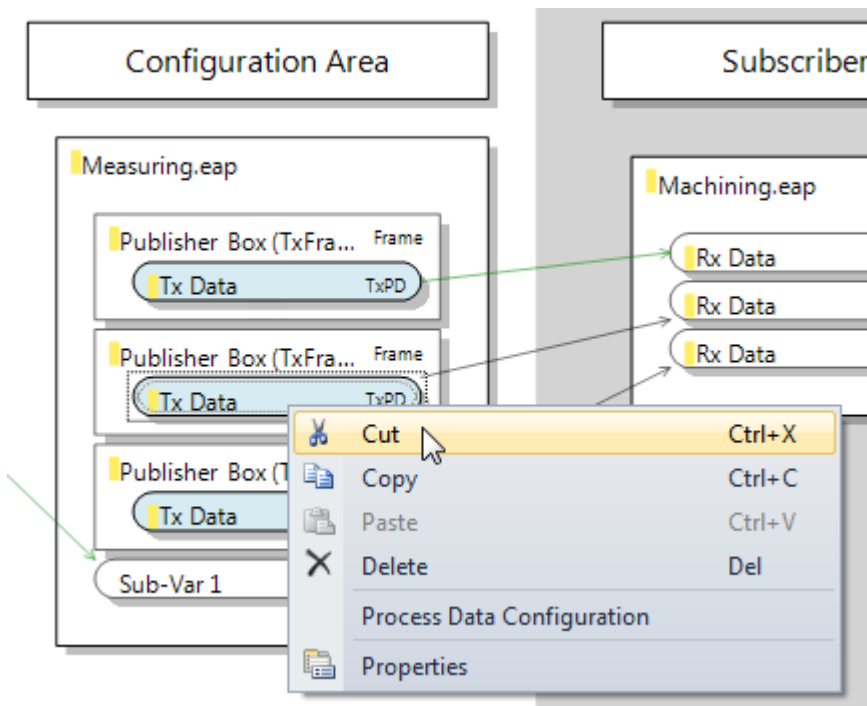 Configuration Area
Subscriber
Measuring.eap
Publisher Box (TxFra... Frame
Tx Data TxPD
Publisher Box (TxFra... Frame
Tx Data TxPD
Publisher Box (T
Tx Data
Sub-Var 1
Machining.eap
Rx Data
Rx Data
Rx Data
Cut Ctrl+X
Copy Ctrl+C
Paste Ctrl+V
Delete Del
Process Data Configuration
Properties